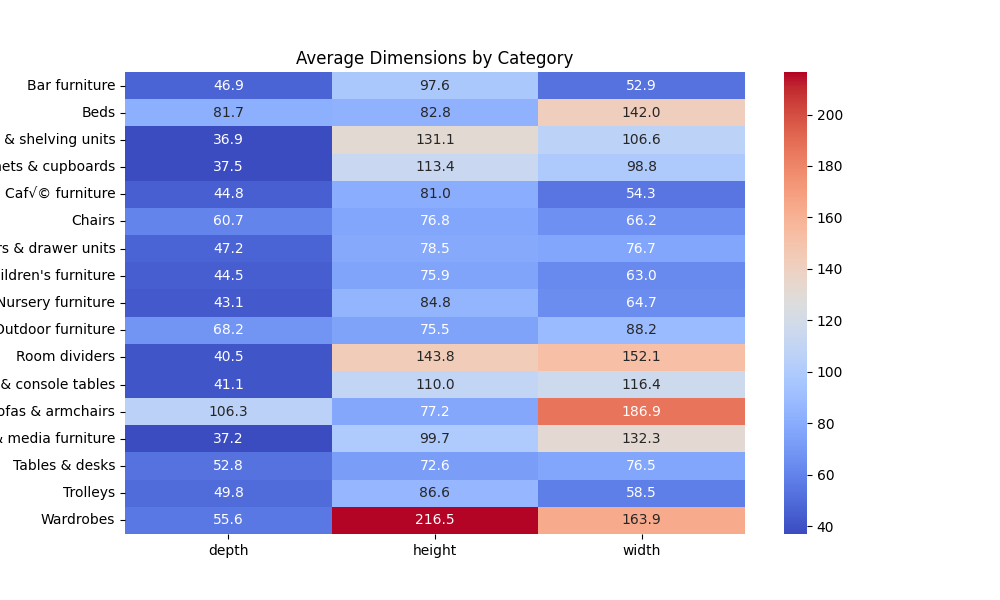 Average Dimensions by Category
Bar furniture 46.9 97.6 52.9
Beds 81.7 82.8 142.0
& shelving units 36.9 131.1 106.6
ets & cupboards 37.5 113.4 98.8
Caf√© furniture 44.8 81.0 54.3
Chairs 60.7 76.8 66.2
rs & drawer units 47.2 78.5 76.7
ildren's furniture 44.5 75.9 63.0
Nursery furniture 43.1 84.8 64.7
Outdoor furniture 68.2 75.5 88.2
Room dividers 40.5 143.8 152.1
& console tables 41.1 110.0 116.4
ofas & armchairs 106.3 77.2 186.9
& media furniture 37.2 99.7 132.3
Tables & desks 52.8 72.6 76.5
Trolleys 49.8 86.6 58.5
Wardrobes 55.6 216.5 163.9
depth height width
200
180
160
140
120
100
80
60
40